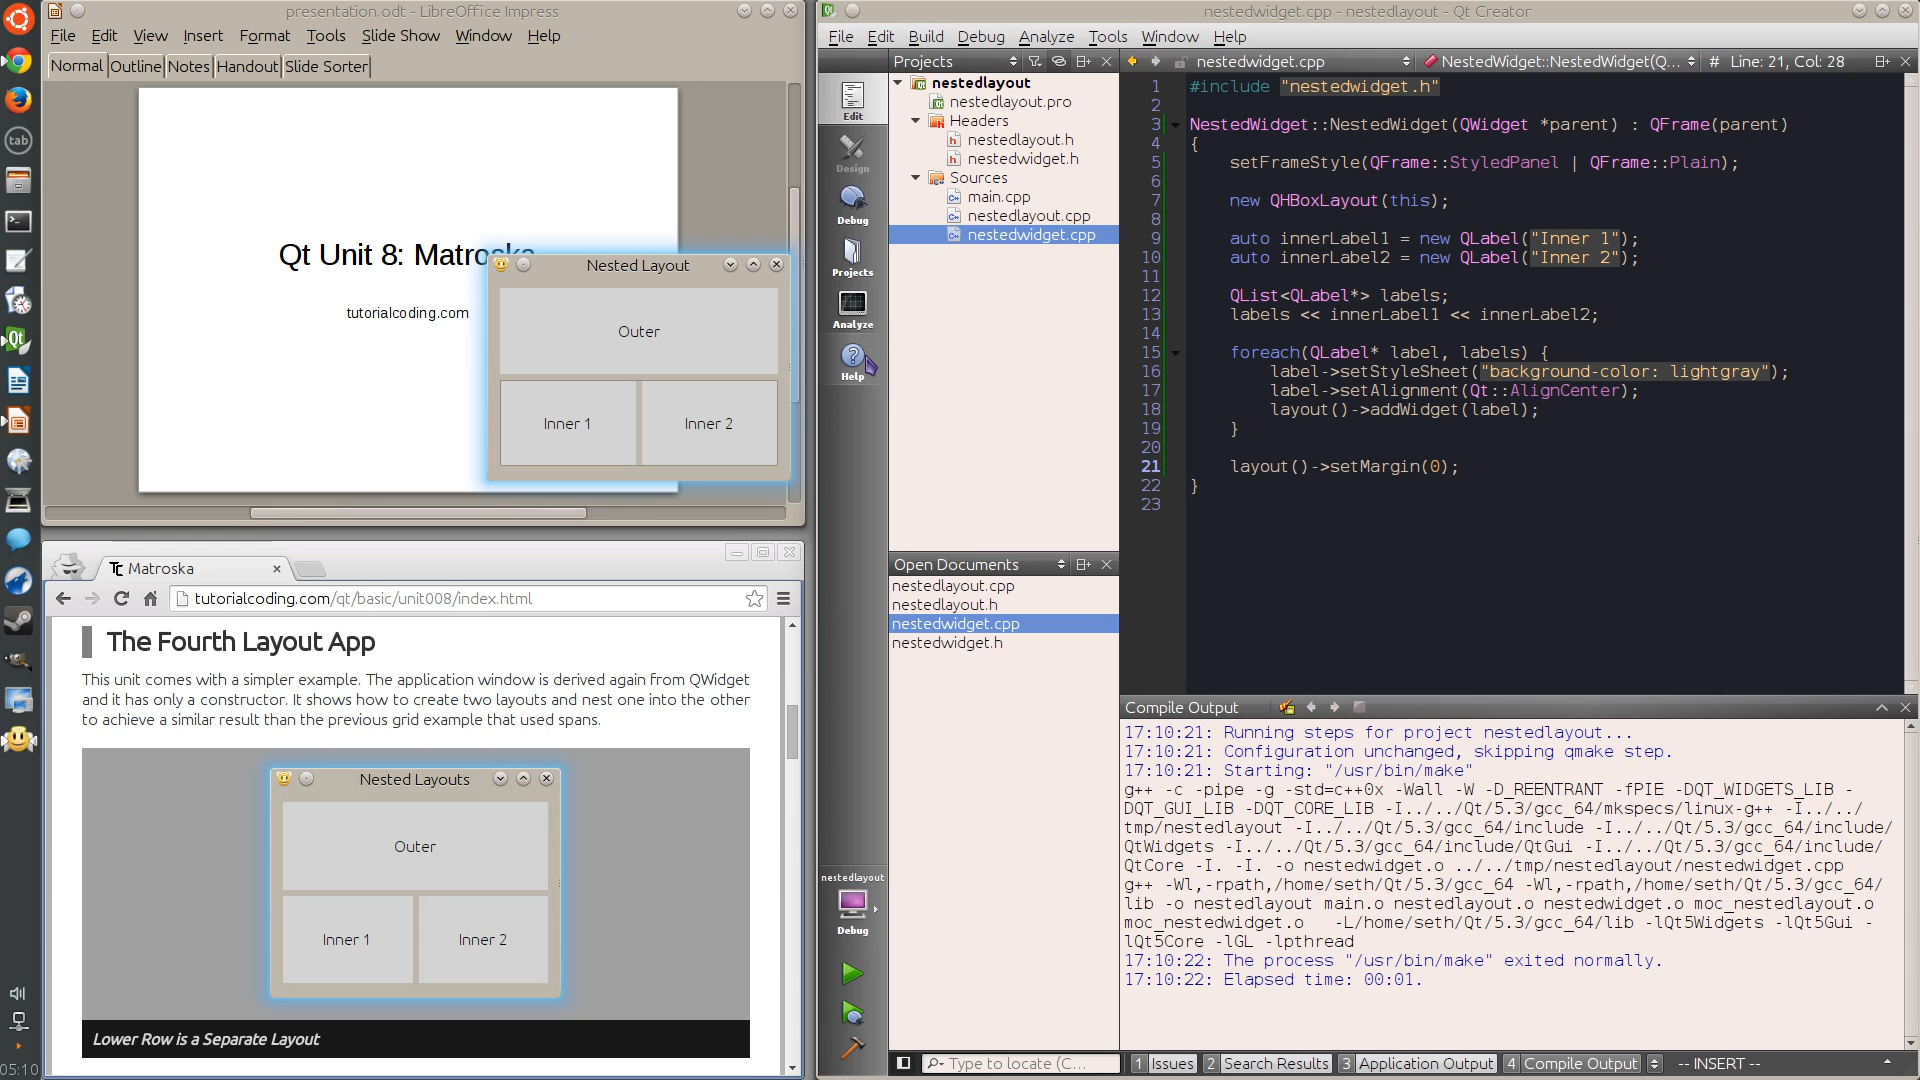 presentation.odt - LibreOffice Impress
File Edit View Insert Format Tools Slide Show Window Help
Normal Outline Notes Handout Slide Sorter
Qt Unit 8: Matroska
tutorialcoding.com
Nested Layout
Outer
Inner 1 Inner 2
Matroska
tutorialcoding.com/qt/basic/unit008/index.html
The Fourth Layout App
This unit comes with a simpler example. The application window is derived again from QWidget
and it has only a constructor. It shows how to create two layouts and nest one into the other
to achieve a similar result than the previous grid example that used spans.
Nested Layouts
Outer
Inner 1 Inner 2
Lower Row is a Separate Layout
tab
05:10
nestedwidget.cpp - nestedlayout - Qt Creator
File Edit Build Debug Analyze Tools Window Help
Edit
Design
Debug
Projects
Analyze
Help
nestedlayout
Debug
Projects
nestedlayout
nestedlayout.pro
Headers
nestedlayout.h
nestedwidget.h
Sources
main.cpp
nestedlayout.cpp
nestedwidget.cpp
Open Documents
nestedlayout.cpp
nestedlayout.h
nestedwidget.cpp
nestedwidget.h
nestedwidget.cpp NestedWidget::NestedWidget(Q... # Line: 21, Col: 28
1 #include "nestedwidget.h"
2
3 NestedWidget::NestedWidget(QWidget *parent) : QFrame(parent)
4 {
5 setFrameStyle(QFrame::StyledPanel | QFrame::Plain);
6
7 new QHBoxLayout(this);
8
9 auto innerLabel1 = new QLabel("Inner 1");
10 auto innerLabel2 = new QLabel("Inner 2");
11
12 QList<QLabel*> labels;
13 labels << innerLabel1 << innerLabel2;
14
15 foreach(QLabel* label, labels) {
16 label->setStyleSheet("background-color: lightgray");
17 label->setAlignment(Qt::AlignCenter);
18 layout()->addWidget(label);
19 }
20
21 layout()->setMargin(0);
22 }
23
Compile Output
17:10:21: Running steps for project nestedlayout...
17:10:21: Configuration unchanged, skipping qmake step.
17:10:21: Starting: "/usr/bin/make"
g++ -c -pipe -g -std=c++0x -Wall -W -D_REENTRANT -fPIE -DQT_WIDGETS_LIB -
DQT_GUI_LIB -DQT_CORE_LIB -I../../Qt/5.3/gcc_64/mkspecs/linux-g++ -I../../
tmp/nestedlayout -I../../Qt/5.3/gcc_64/include -I../../Qt/5.3/gcc_64/include/
QtWidgets -I../../Qt/5.3/gcc_64/include/QtGui -I../../Qt/5.3/gcc_64/include/
QtCore -I. -I. -o nestedwidget.o ../../tmp/nestedlayout/nestedwidget.cpp
g++ -Wl,-rpath,/home/seth/Qt/5.3/gcc_64 -Wl,-rpath,/home/seth/Qt/5.3/gcc_64/
lib -o nestedlayout main.o nestedlayout.o nestedwidget.o moc_nestedlayout.o
moc_nestedwidget.o -L/home/seth/Qt/5.3/gcc_64/lib -lQt5Widgets -lQt5Gui -
lQt5Core -lGL -lpthread
17:10:22: The process "/usr/bin/make" exited normally.
17:10:22: Elapsed time: 00:01.
Type to locate (C... 1 Issues 2 Search Results 3 Application Output 4 Compile Output -- INSERT --